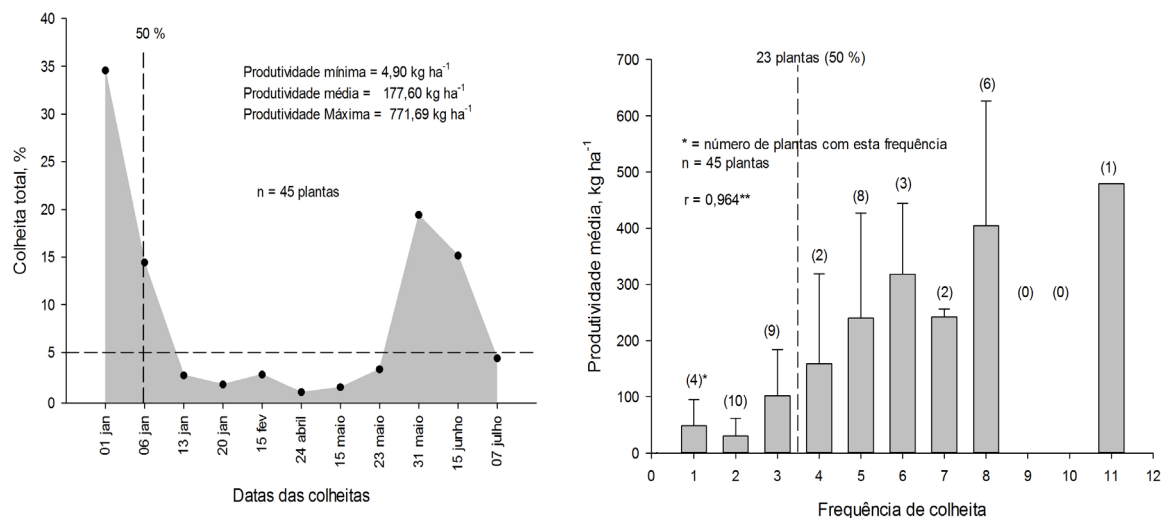 50 %
Produtividade mínima = 4,90 kg ha-1
Produtividade média = 177,60 kg ha-1
Produtividade Máxima = 771,69 kg ha-1
n = 45 plantas
Colheita total, %
40
35
30
25
20
15
10
5
0
01 jan
06 jan
13 jan
20 jan
15 fev
24 abril
15 maio
23 maio
31 maio
15 junho
07 julho
Datas das colheitas
23 plantas (50 %)
* = número de plantas com esta frequência
n = 45 plantas
r = 0,964**
Produtividade média, kg ha-1
700
600
500
400
300
200
100
0
(4)*
(10)
(9)
(2)
(8)
(3)
(2)
(6)
(0)
(0)
(1)
0 1 2 3 4 5 6 7 8 9 10 11 12
Frequência de colheita